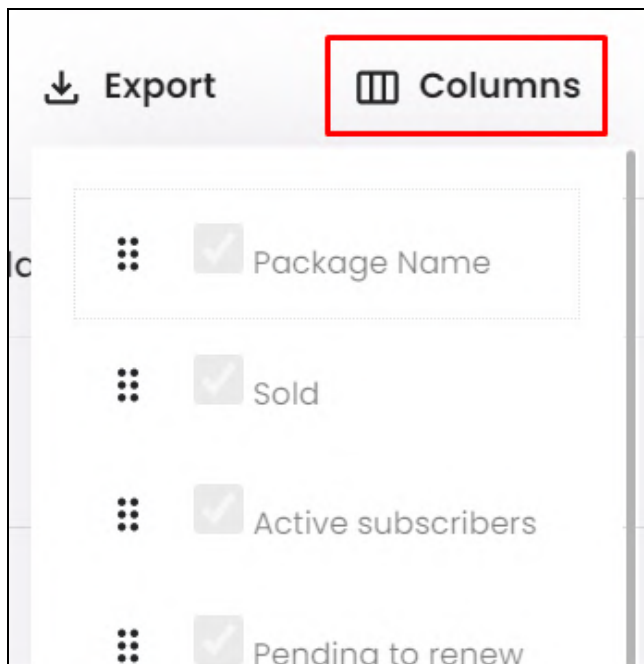 Export Columns
Package Name
Sold
Active subscribers
Pending to renew